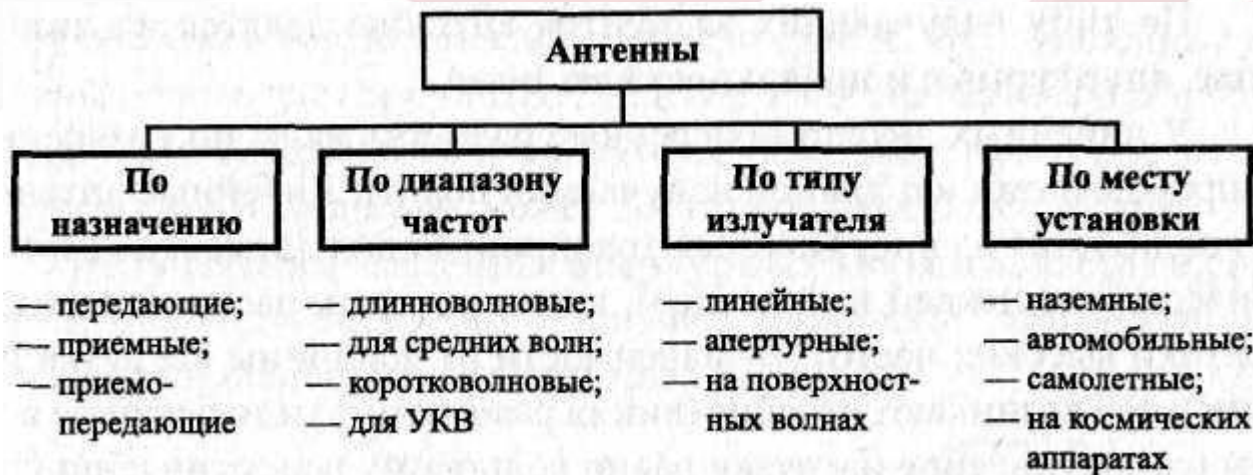 Антенны
По
назначению
По диапазону
частот
По типу
излучателя
По месту
установки
— передающие;
— приемные;
— приемо-
передающие
— длинноволновые;
— для средних волн;
— коротковолновые;
— для УКВ
— линейные;
— апертурные;
— на поверхност-
ных волнах
— наземные;
— автомобильные;
— самолетные;
— на космических
аппаратах